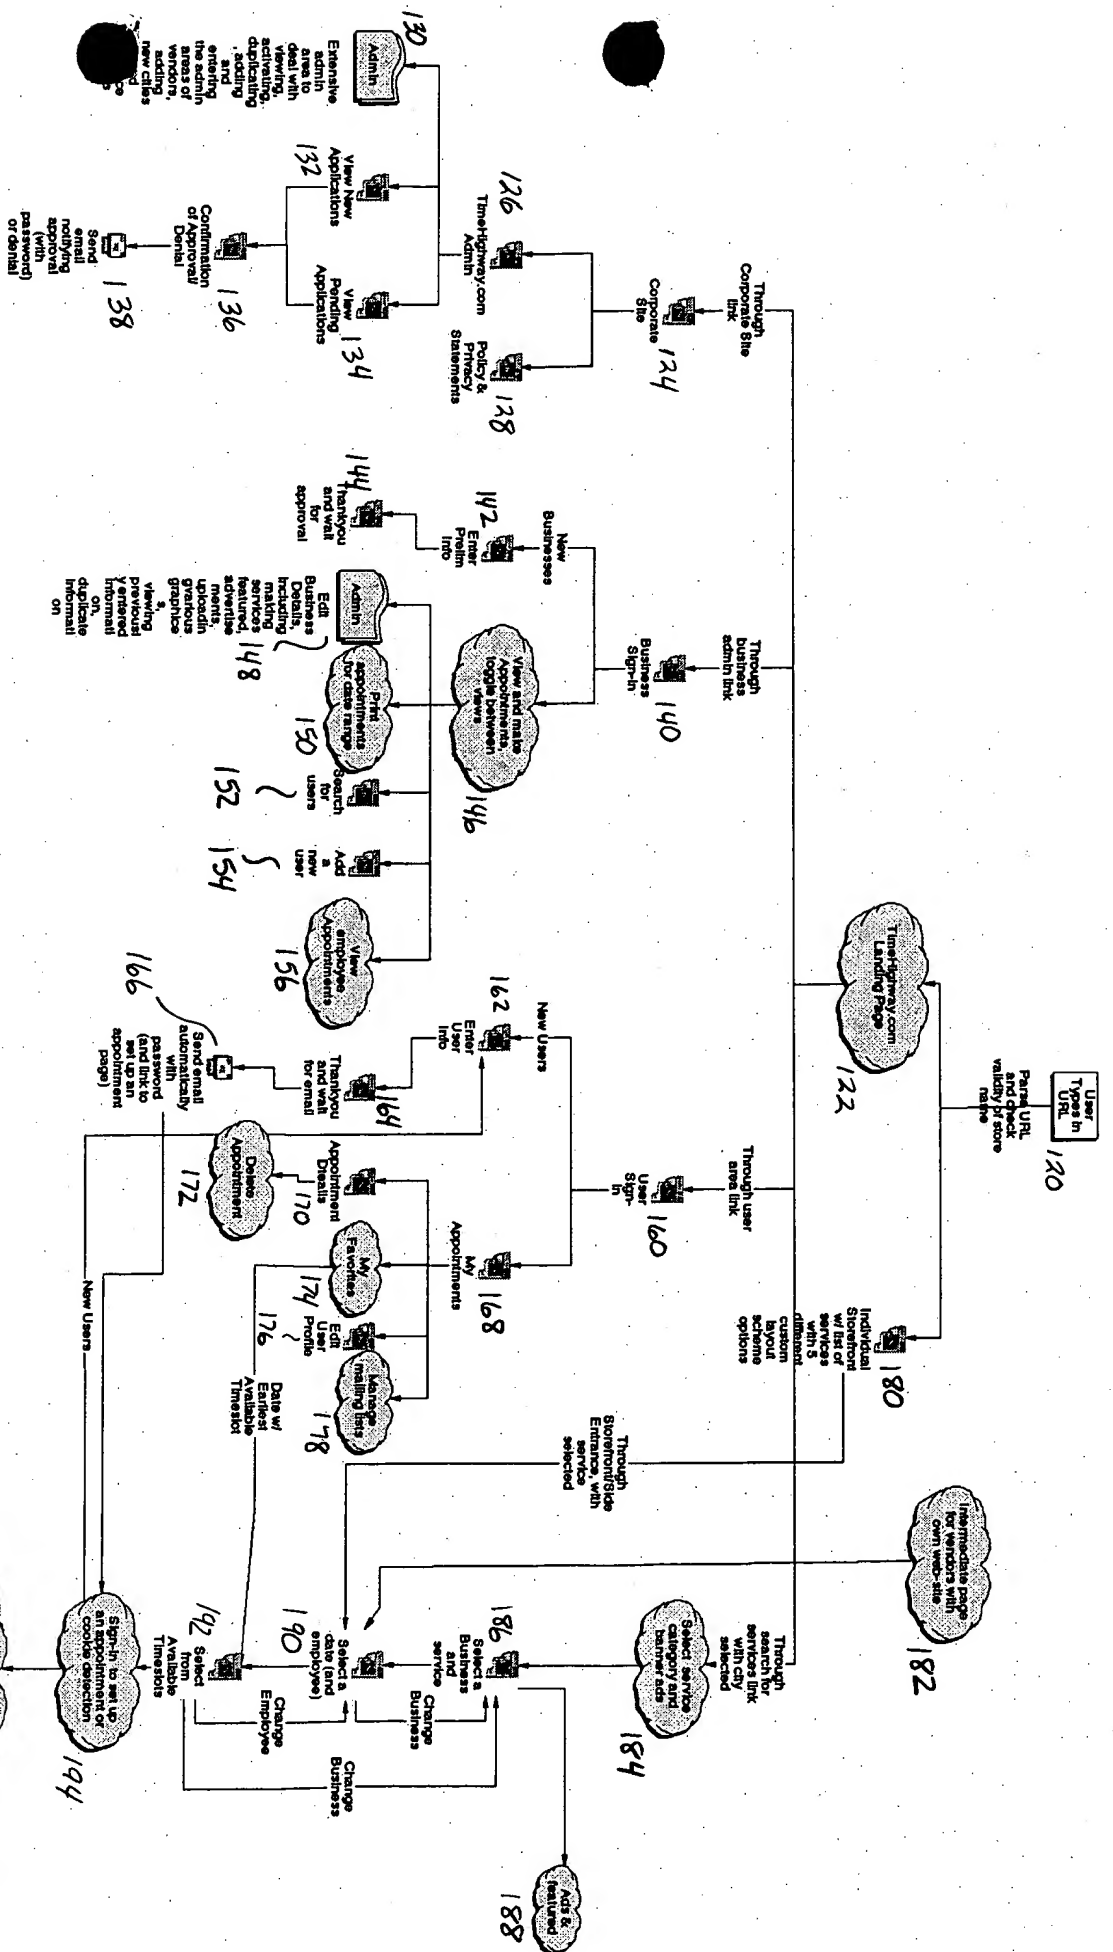 User
Types in
URL
120
Parse URL
and check
validity of store
name
TimeHighway.com
Landing Page
122
Individual
Storefront
w/ list of
services
with 5
different
custom
layout
scheme
options
180
Intermediate page
for vendors with
own web-site
182
Through
Corporate Site
link
Corporate
Site
124
126
TimeHighway.com
Admin
Policy &
Privacy
Statements
128
130
Admin
Extensive
admin
area to
deal with
viewing,
activating,
duplicating
, adding
and
entering
the admin
areas of
vendors,
adding
new cities
View New
Applications
132
View
Pending
Applications
134
Confirmation
of Approval/
Denial
136
Send
email
notifying
approval
(with
password)
or denial
138
Through
business
admin link
Business
Sign-In
140
New
Businesses
142
Enter
Prelim
Info
144
Thankyou
and wait
for
approval
View and make
Appointments,
toggle between
views
146
Admin
Edit
Business
Details,
Including
making
services
featured,
advertise
ments,
uploadin
gvarious
graphics
s,
viewing
previousl
y entered
informati
on,
duplicate
informati
on
148
Print
appointments
for date range
150
Search
for
users
152
Add
a
new
user
154
View
employee
Appointments
156
Through user
area link
User
Sign-
In
160
New Users
162
Enter
User
Info
Thankyou
and wait
for email
164
166
Send email
automatically
with
password
(and link to
set up an
appointment
page)
My
Appointments
168
Appointment
Dteails
170
Delete
Appointment
172
My
Favorites
174
Edit
User
Profile
176
Manage
mailing lists
178
Date w/
Earliest
Available
Timeslot
New Users
Through
Storefront/Side
Entrance, with
service
selected
Through
search for
services link
with city
selected
Select service
category and
banner ads
184
186
Select a
Business
and
service
Ads &
featured
188
190
Select a
date (and
employee)
Change
Business
192
Select
from
Available
Timeslots
Change
Employee
Change
Business
Sign-in to set up
an appointment or
cookie detection
194